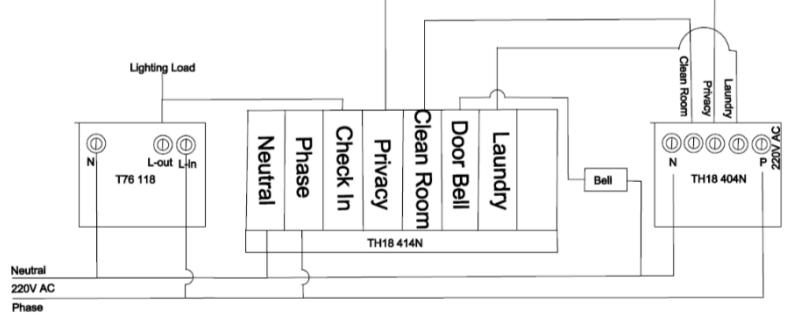 Lighting Load
N
L-out
L-in
T76 118
Neutral
Phase
Check In
Privacy
Clean Room
Door Bell
Laundry
TH18 414N
Bell
Clean Room
Privacy
Laundry
220V AC
N
P
TH18 404N
Neutral
220V AC
Phase